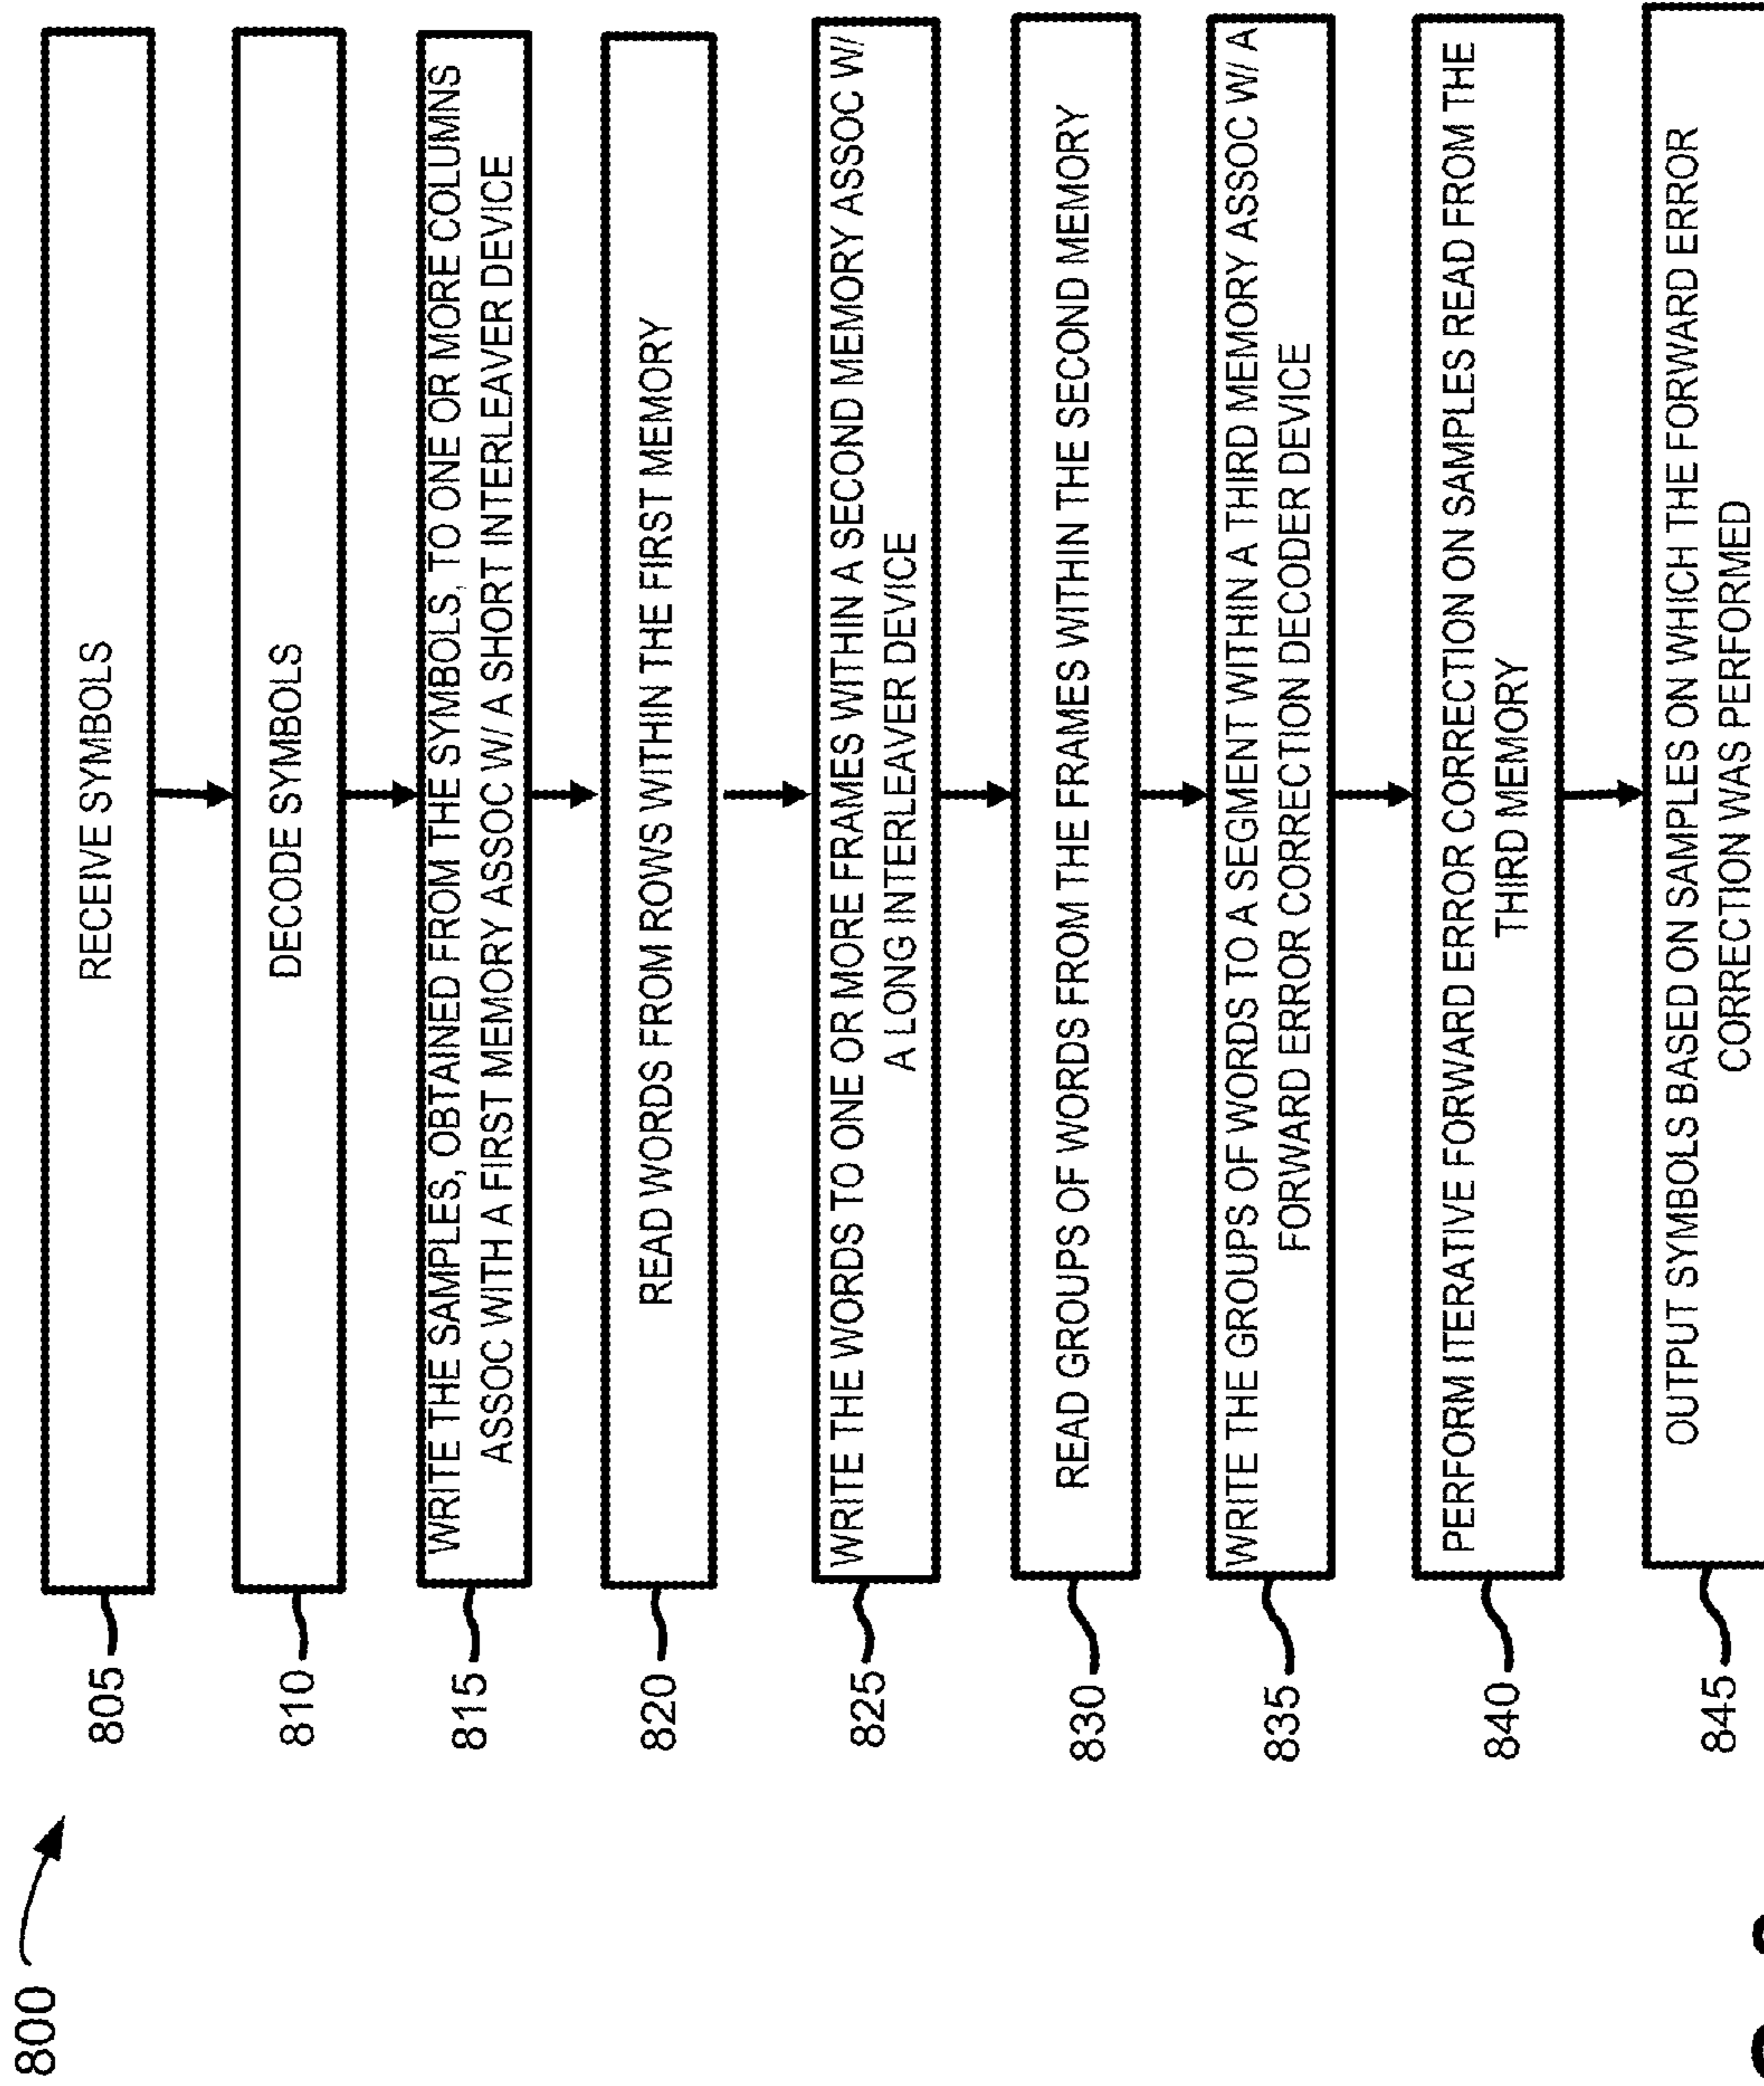 800
805
RECEIVE SYMBOLS
810
DECODE SYMBOLS
815
WRITE THE SAMPLES, OBTAINED FROM THE SYMBOLS, TO ONE OR MORE COLUMNS
ASSOC WITH A FIRST MEMORY ASSOC W/ A SHORT INTERLEAVER DEVICE
820
READ WORDS FROM ROWS WITHIN THE FIRST MEMORY
825
WRITE THE WORDS TO ONE OR MORE FRAMES WITHIN A SECOND MEMORY ASSOC W/
A LONG INTERLEAVER DEVICE
830
READ GROUPS OF WORDS FROM THE FRAMES WITHIN THE SECOND MEMORY
835
WRITE THE GROUPS OF WORDS TO A SEGMENT WITHIN A THIRD MEMORY ASSOC W/ A
FORWARD ERROR CORRECTION DECODER DEVICE
840
PERFORM ITERATIVE FORWARD ERROR CORRECTION ON SAMPLES READ FROM THE
THIRD MEMORY
845
OUTPUT SYMBOLS BASED ON SAMPLES ON WHICH THE FORWARD ERROR
CORRECTION WAS PERFORMED